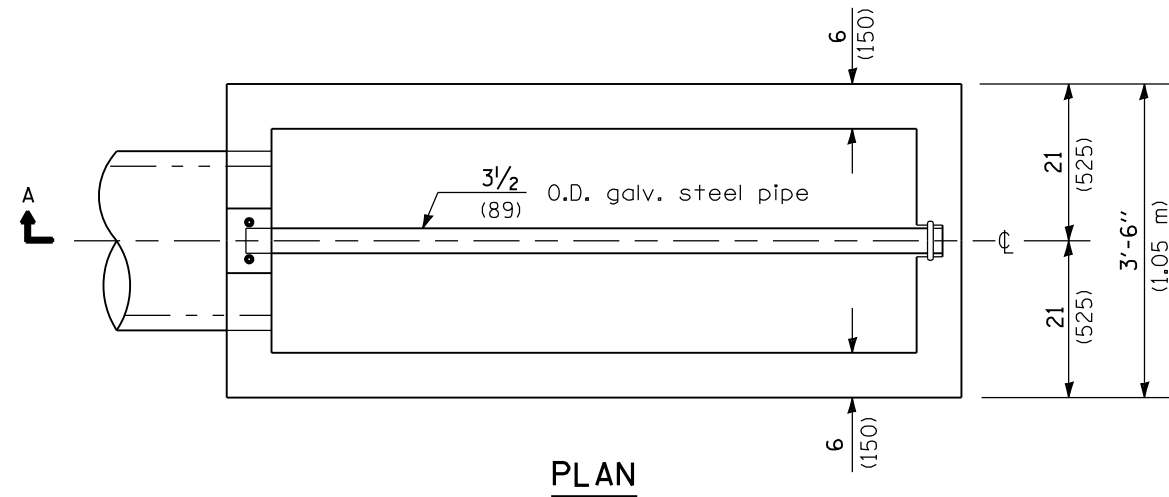 6
(150)
A
3½ O.D. galv. steel pipe
(89)
21
(525)
℄
3'-6"
(1.05 m)
21
(525)
6
(150)
PLAN